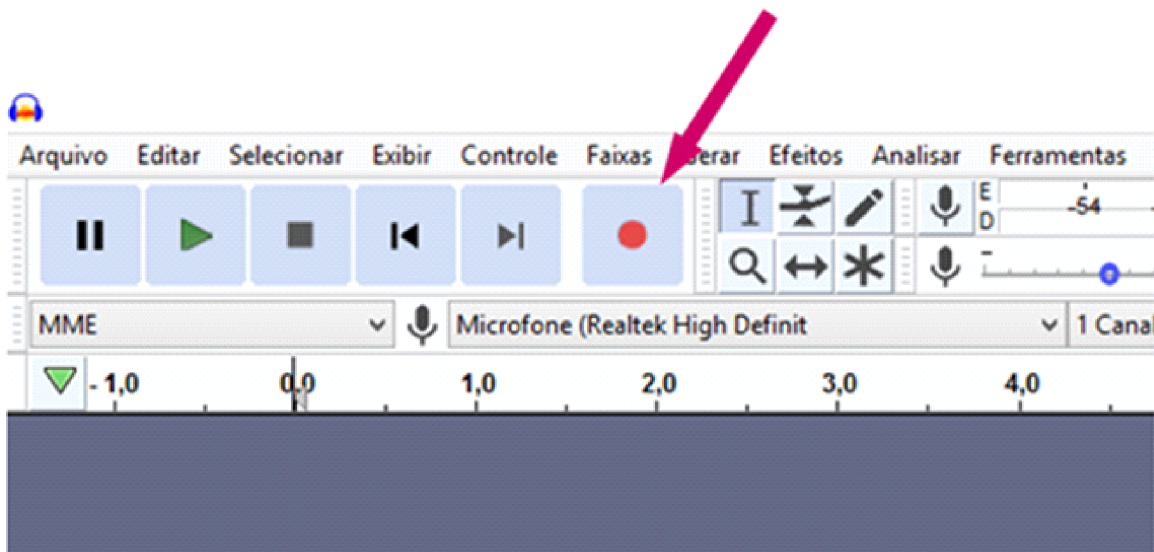 Arquivo Editar Selecionar Exibir Controle Faixas erar Efeitos Analisar Ferramentas
E
D
-54
MME
Microfone (Realtek High Definit
1 Canal
-1,0 0,0 1,0 2,0 3,0 4,0